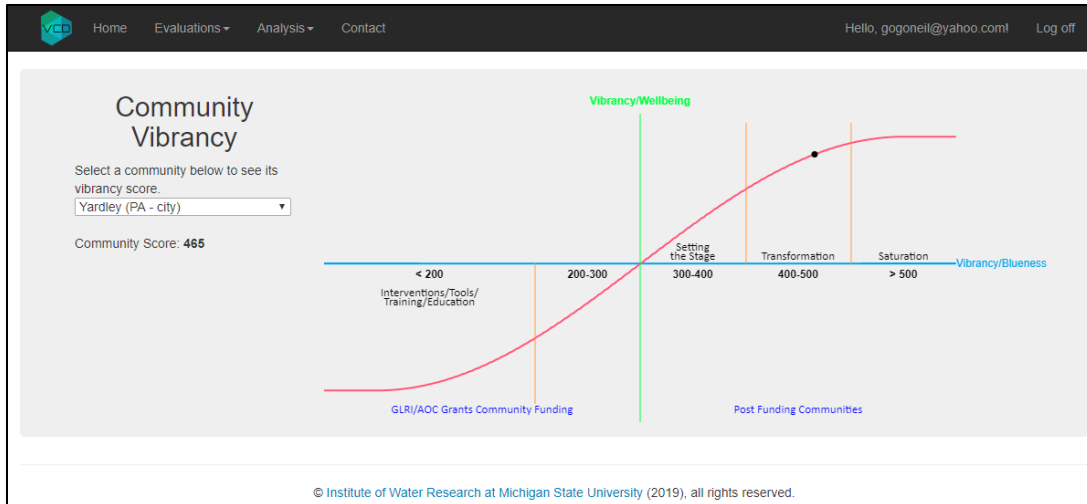 VCD Home Evaluations Analysis Contact Hello, gogoneil@yahoo.com! Log off
Community
Vibrancy
Select a community below to see its
vibrancy score.
Yardley (PA - city)
Community Score: 465
Vibrancy/Wellbeing
Setting
the Stage
Transformation
Saturation
Vibrancy/Blueness
< 200
200-300
300-400
400-500
> 500
Interventions/Tools/
Training/Education
GLRI/AOC Grants Community Funding
Post Funding Communities
© Institute of Water Research at Michigan State University (2019), all rights reserved.